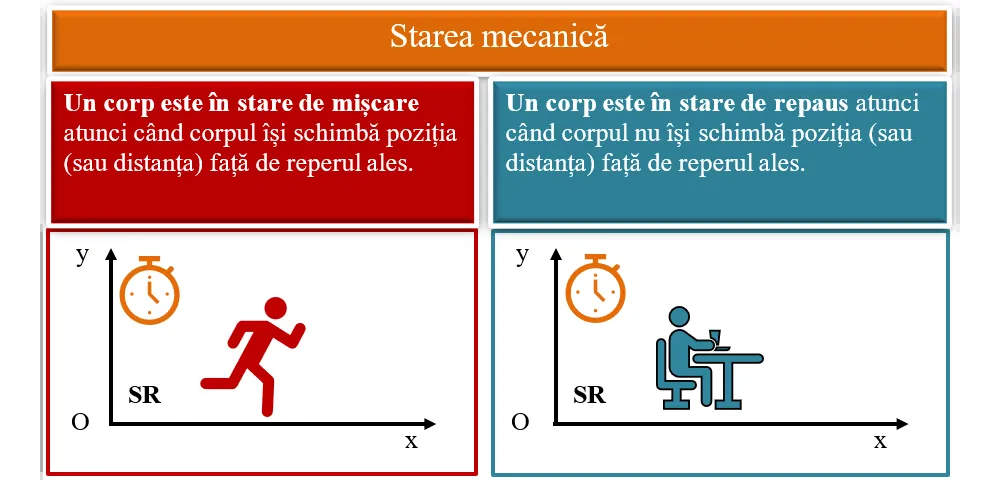 Starea mecanică
Un corp este în stare de mișcare
atunci când corpul își schimbă poziția
(sau distanța) față de reperul ales.
Un corp este în stare de repaus atunci
când corpul nu își schimbă poziția (sau
distanța) față de reperul ales.
y
SR
O
x
y
SR
O
x